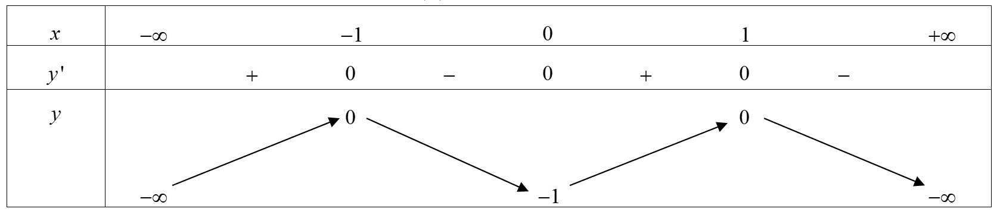 x −∞ −1 0 1 +∞
y' + 0 − 0 + 0 −
y 0 0
−∞ −1 −∞